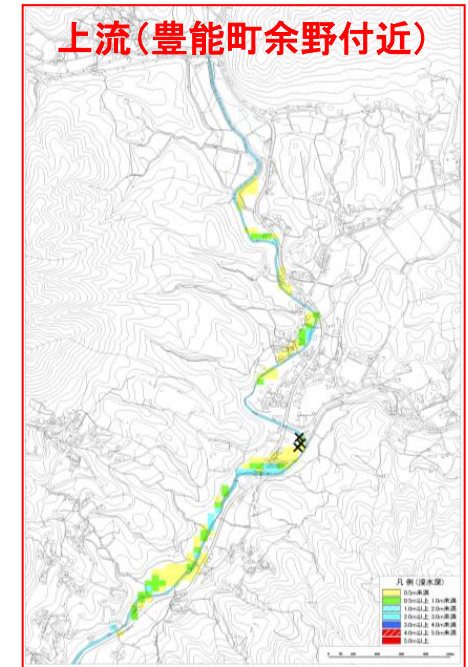 上流(豊能町余野付近)
凡例(浸水深)
0.5m未満
0.5m以上 1.0m未満
1.0m以上 2.0m未満
2.0m以上 3.0m未満
3.0m以上 4.0m未満
4.0m以上 5.0m未満
5.0m以上